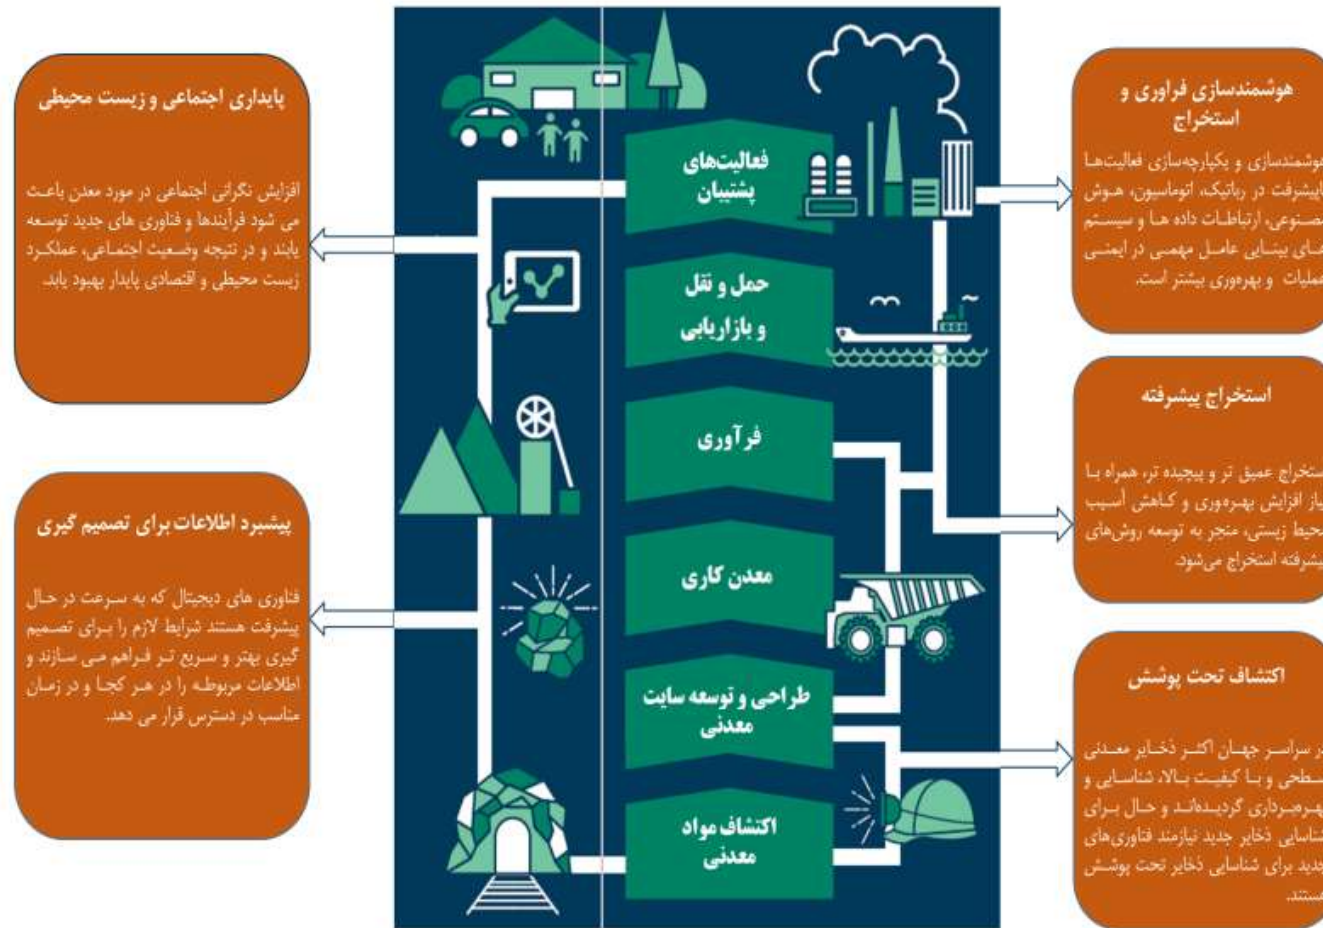 هوشمندسازی فراوری و
استخراج
هوشمندسازی و یکپارچه‌سازی فعالیت‌ها
باپیشرفت در رباتیک، اتوماسیون، هوش
مصنوعی، ارتباطات داده ها و سیستم
های بینایی عامل مهمی در ایمنی
عملیات و بهره‌وری بیشتر است.
استخراج پیشرفته
استخراج عمیق تر و پیچیده تر، همراه با
نیاز افزایش بهره‌وری و کاهش آسیب
محیط زیستی، منجر به توسعه روش‌های
پیشرفته استخراج می‌شود.
اکتشاف تحت پوشش
در سراسر جهان اکثر ذخایر معدنی
سطحی و با کیفیت بالا، شناسایی و
بهره‌برداری گردیده‌اند و حال برای
شناسایی ذخایر جدید نیازمند فناوری‌های
جدید برای شناسایی ذخایر تحت پوشش
هستند.
فعالیت‌های
پشتیبان
حمل و نقل
و بازاریابی
فرآوری
معدن کاری
طراحی و توسعه سایت
معدنی
اکتشاف مواد
معدنی
پایداری اجتماعی و زیست محیطی
افزایش نگرانی اجتماعی در مورد معدن باعث
می شود فرآیندها و فناوری های جدید توسعه
یابند و در نتیجه وضعیت اجتماعی، عملکرد
زیست محیطی و اقتصادی پایدار بهبود یابد.
پیشبرد اطلاعات برای تصمیم گیری
فناوری های دیجیتال که به سرعت در حال
پیشرفت هستند شرایط لازم را برای تصمیم
گیری بهتر و سریع تر فراهم می سازند و
اطلاعات مربوطه را در هر کجا و در زمان
مناسب در دسترس قرار می دهد.